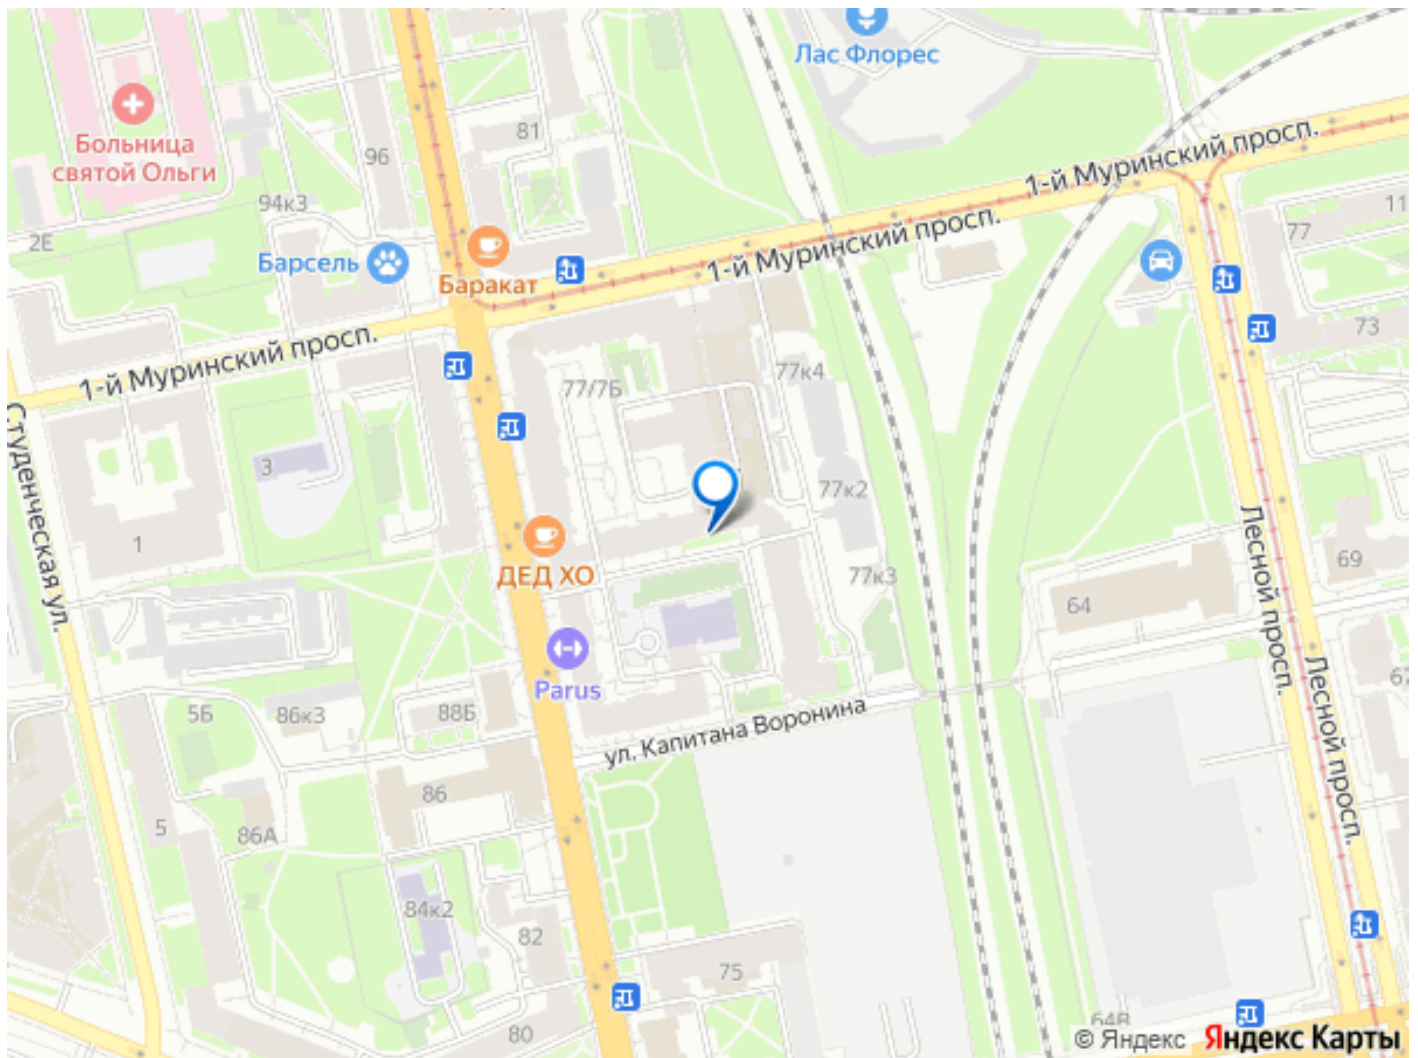 Лас Флорес
Больница
святой Ольги
81
96
94к3
2Е
Барсель
Баракат
1-й Муринский просп.
1-й Муринский просп.
11
77
73
1-й Муринский просп.
77/7Б
77к4
Студенческая ул.
3
77к2
1
ДЕД ХО
77к3
69
64
Лесной просп.
Parus
5Б
86к3
88Б
ул. Капитана Воронина
67
Лесной просп.
86
5
86А
84к2
82
75
80
64В
© Яндекс Яндекс Карты